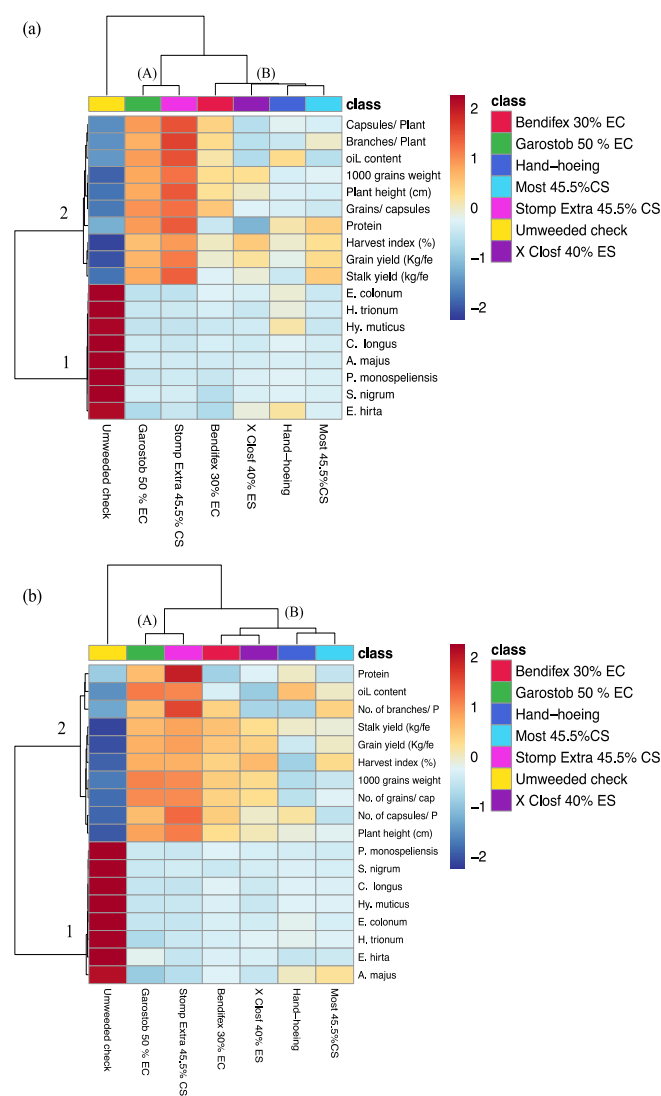 (a)
(A)
(B)
class
Capsules/ Plant
Branches/ Plant
oiL content
1000 grains weight
Plant height (cm)
Grains/ capsules
Protein
Harvest index (%)
Grain yield (Kg/fe
Stalk yield (kg/fe
E. colonum
H. trionum
Hy. muticus
C. longus
A. majus
P. monospeliensis
S. nigrum
E. hirta
2
1
Umweeded check
Garostob 50 % EC
Stomp Extra 45.5% CS
Bendifex 30% EC
X Closf 40% ES
Hand-hoeing
Most 45.5%CS
2
1
0
−1
−2
class
Bendifex 30% EC
Garostob 50 % EC
Hand-hoeing
Most 45.5%CS
Stomp Extra 45.5% CS
Umweeded check
X Closf 40% ES
(b)
(A)
(B)
class
Protein
oiL content
No. of branches/ P
Stalk yield (kg/fe
Grain yield (Kg/fe
Harvest index (%)
1000 grains weight
No. of grains/ cap
No. of capsules/ P
Plant height (cm)
P. monospeliensis
S. nigrum
C. longus
Hy. muticus
E. colonum
H. trionum
E. hirta
A. majus
2
1
Umweeded check
Garostob 50 % EC
Stomp Extra 45.5% CS
Bendifex 30% EC
X Closf 40% ES
Hand-hoeing
Most 45.5%CS
2
1
0
−1
−2
class
Bendifex 30% EC
Garostob 50 % EC
Hand-hoeing
Most 45.5%CS
Stomp Extra 45.5% CS
Umweeded check
X Closf 40% ES